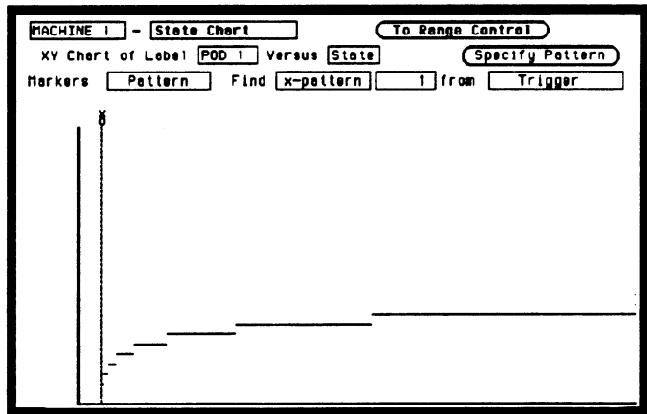 MACHINE 1 - State Chart To Range Control
XY Chart of Label POD 1 Versus State Specify Pattern
Markers Pattern Find x-pattern 1 from Trigger
X
O